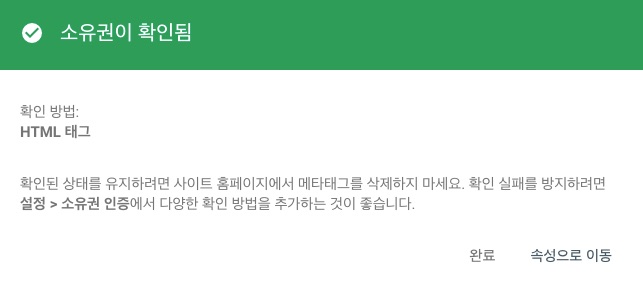 소유권이 확인됨
확인 방법:
HTML 태그
확인된 상태를 유지하려면 사이트 홈페이지에서 메타태그를 삭제하지 마세요. 확인 실패를 방지하려면
설정 > 소유권 인증에서 다양한 확인 방법을 추가하는 것이 좋습니다.
완료 속성으로 이동